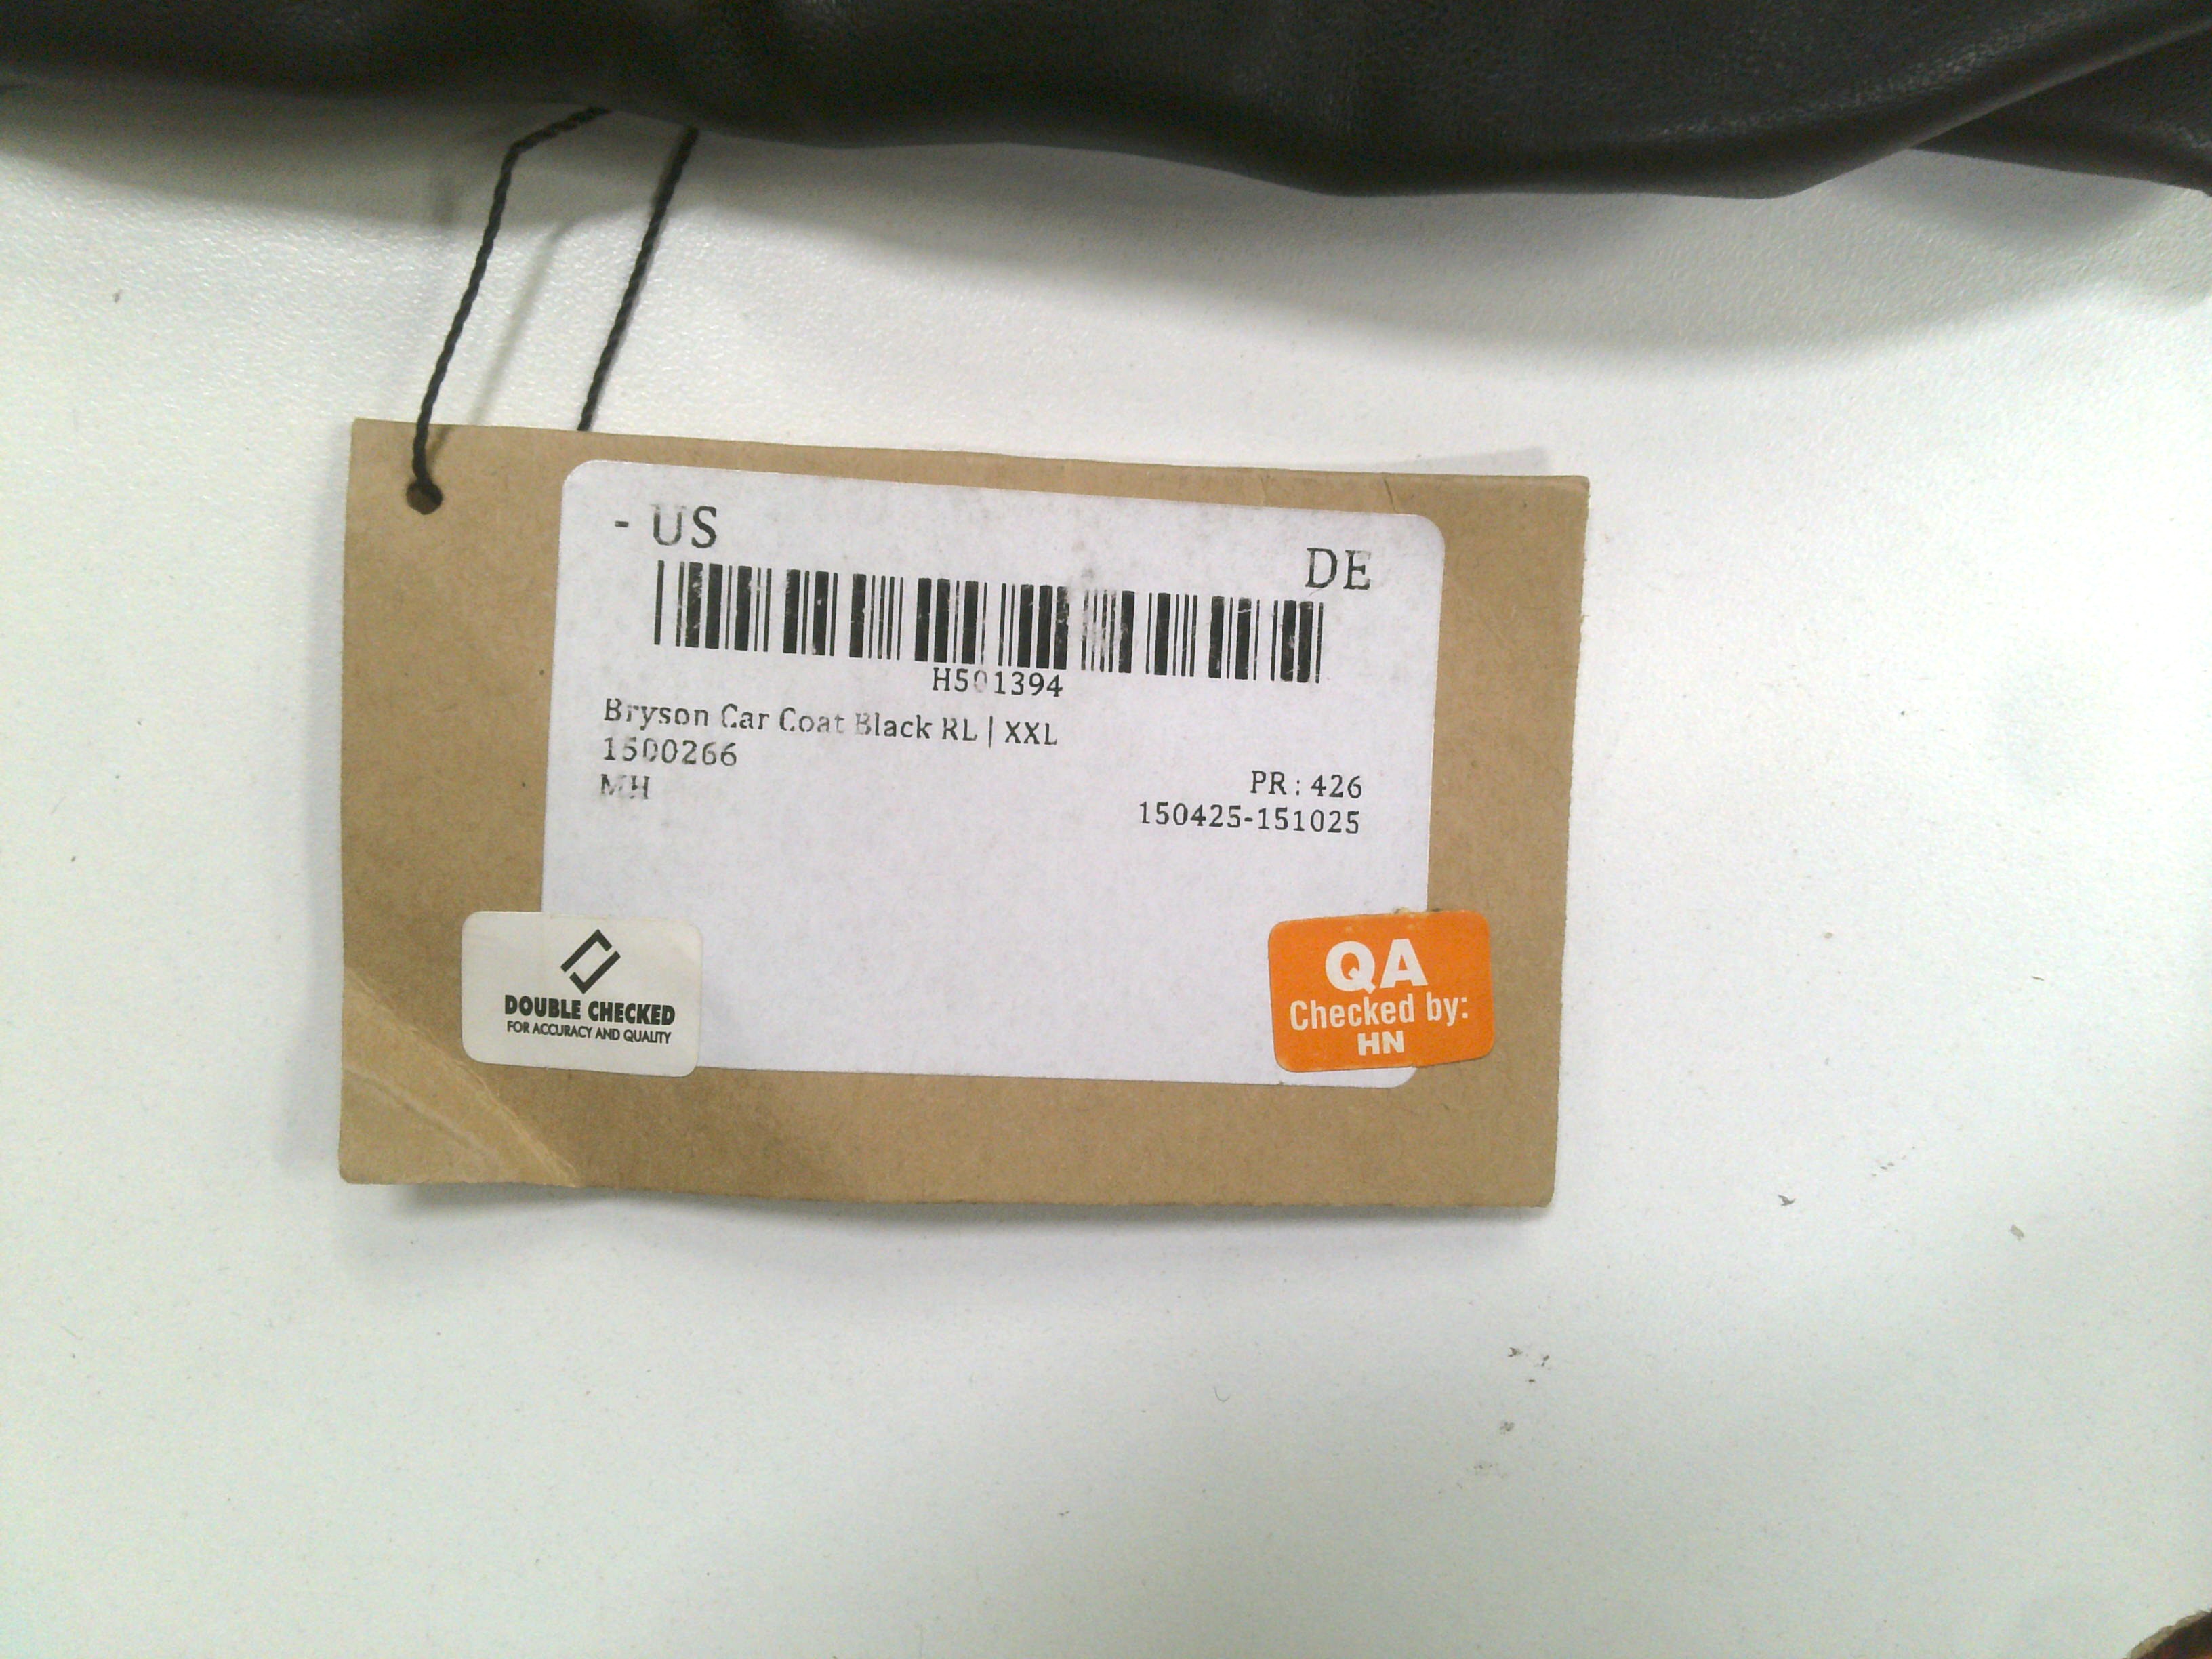 - US
DE
H501394
Bryson Car Coat Black RL | XXL
1500266
MH
PR : 426
150425-151025
DOUBLE CHECKED
FOR ACCURACY AND QUALITY
QA
Checked by:
HN